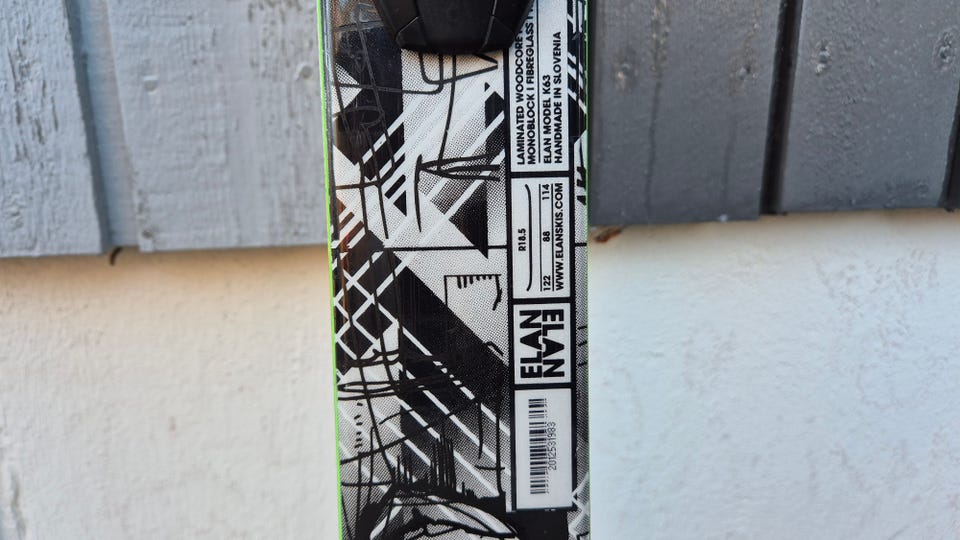 LAMINATED WOODCORE
MONOBLOCK I FIBREGLASS I
ELAN MODEL K63
HANDMADE IN SLOVENIA
R18.5
122 88 114
WWW.ELANSKIS.COM
ELAN
ELAN
2012531983